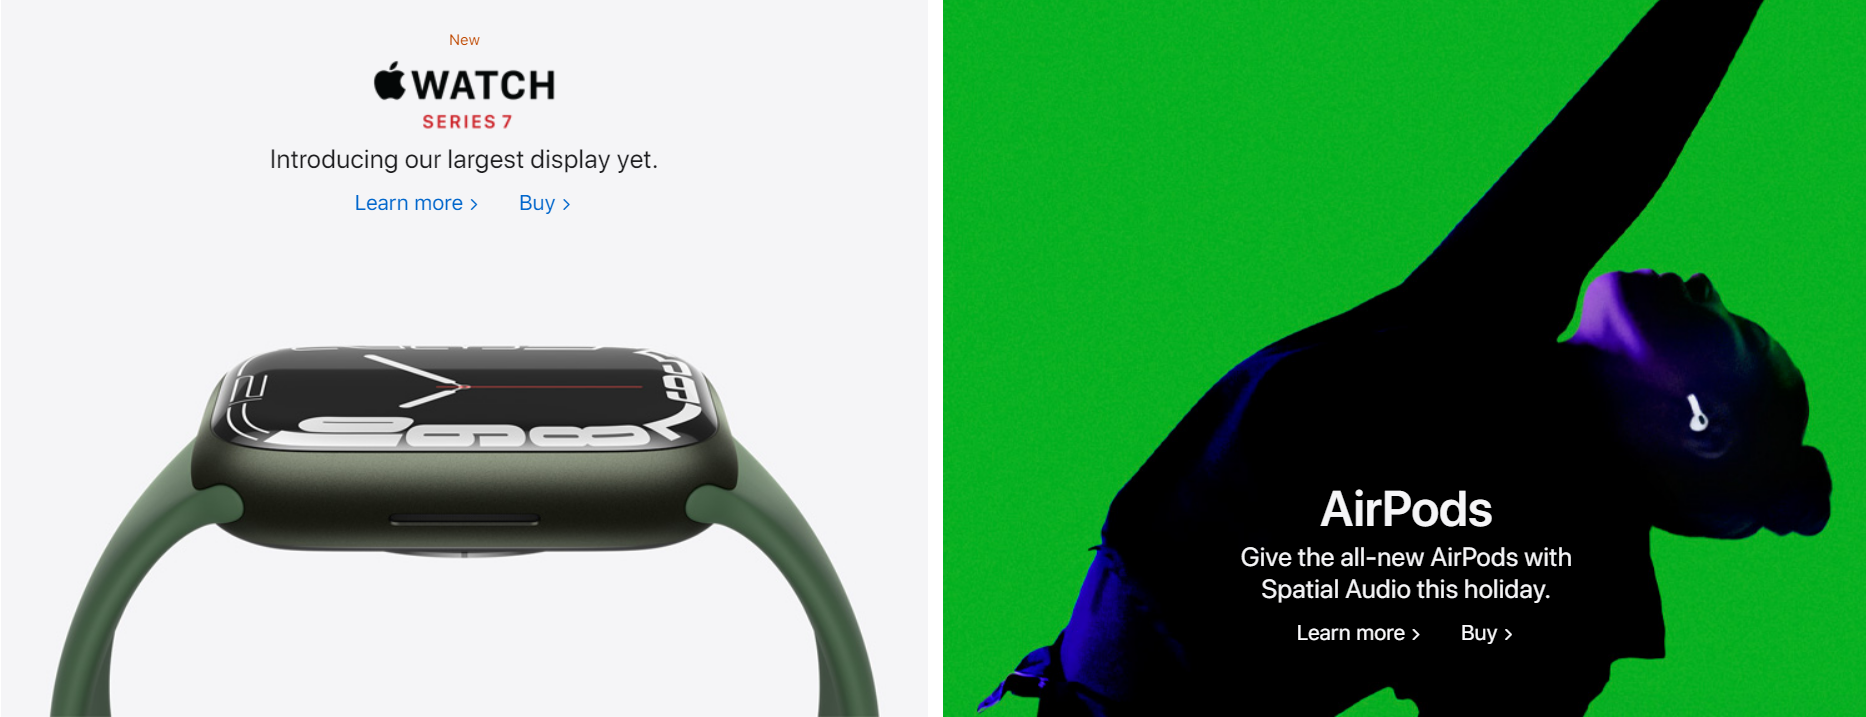 New
WATCH
SERIES 7
Introducing our largest display yet.
Learn more >
Buy >
AirPods
Give the all-new AirPods with
Spatial Audio this holiday.
Learn more >
Buy >